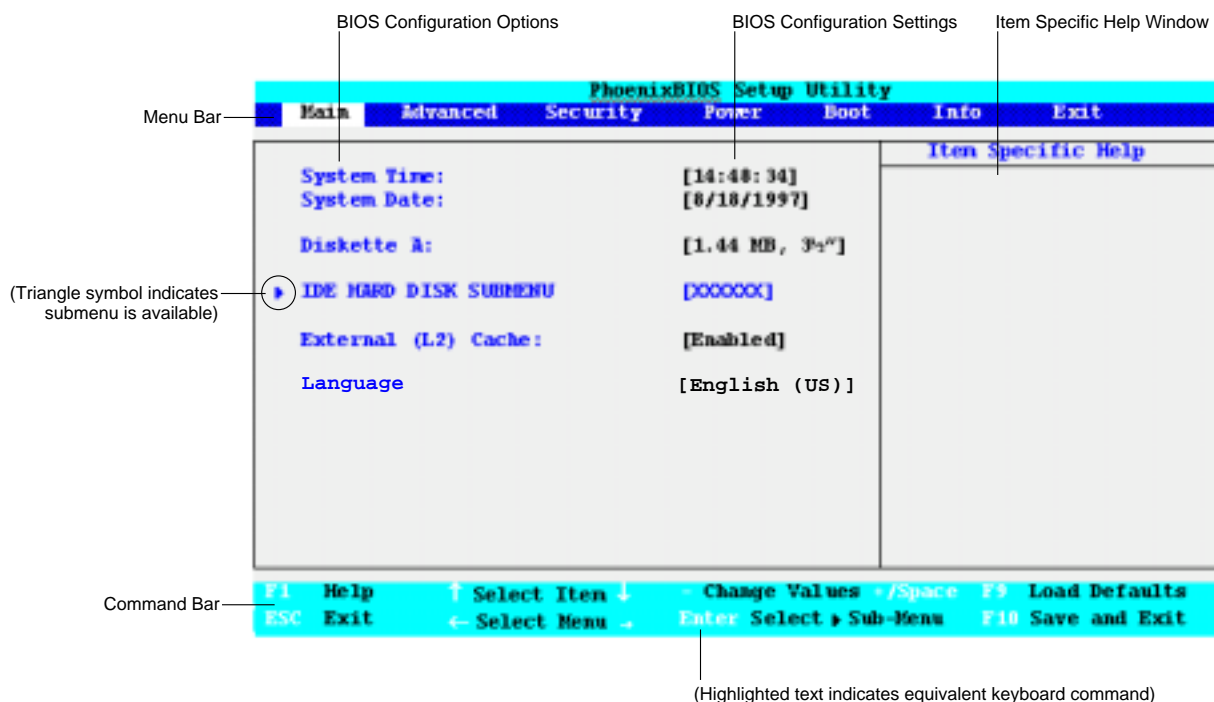 BIOS Configuration Options
BIOS Configuration Settings
Item Specific Help Window
PhoenixBIOS Setup Utility
Menu Bar
Main Advanced Security Power Boot Info Exit
Item Specific Help
System Time: [14:48:34]
System Date: [8/18/1997]
Diskette A: [1.44 MB, 3½"]
(Triangle symbol indicates
submenu is available)
IDE HARD DISK SUBMENU [XXXXXX]
External (L2) Cache: [Enabled]
Language [English (US)]
Command Bar
F1 Help ↑ Select Item ↓ - Change Values +/Space F9 Load Defaults
ESC Exit ← Select Menu → Enter Select ▶ Sub-Menu F10 Save and Exit
(Highlighted text indicates equivalent keyboard command)